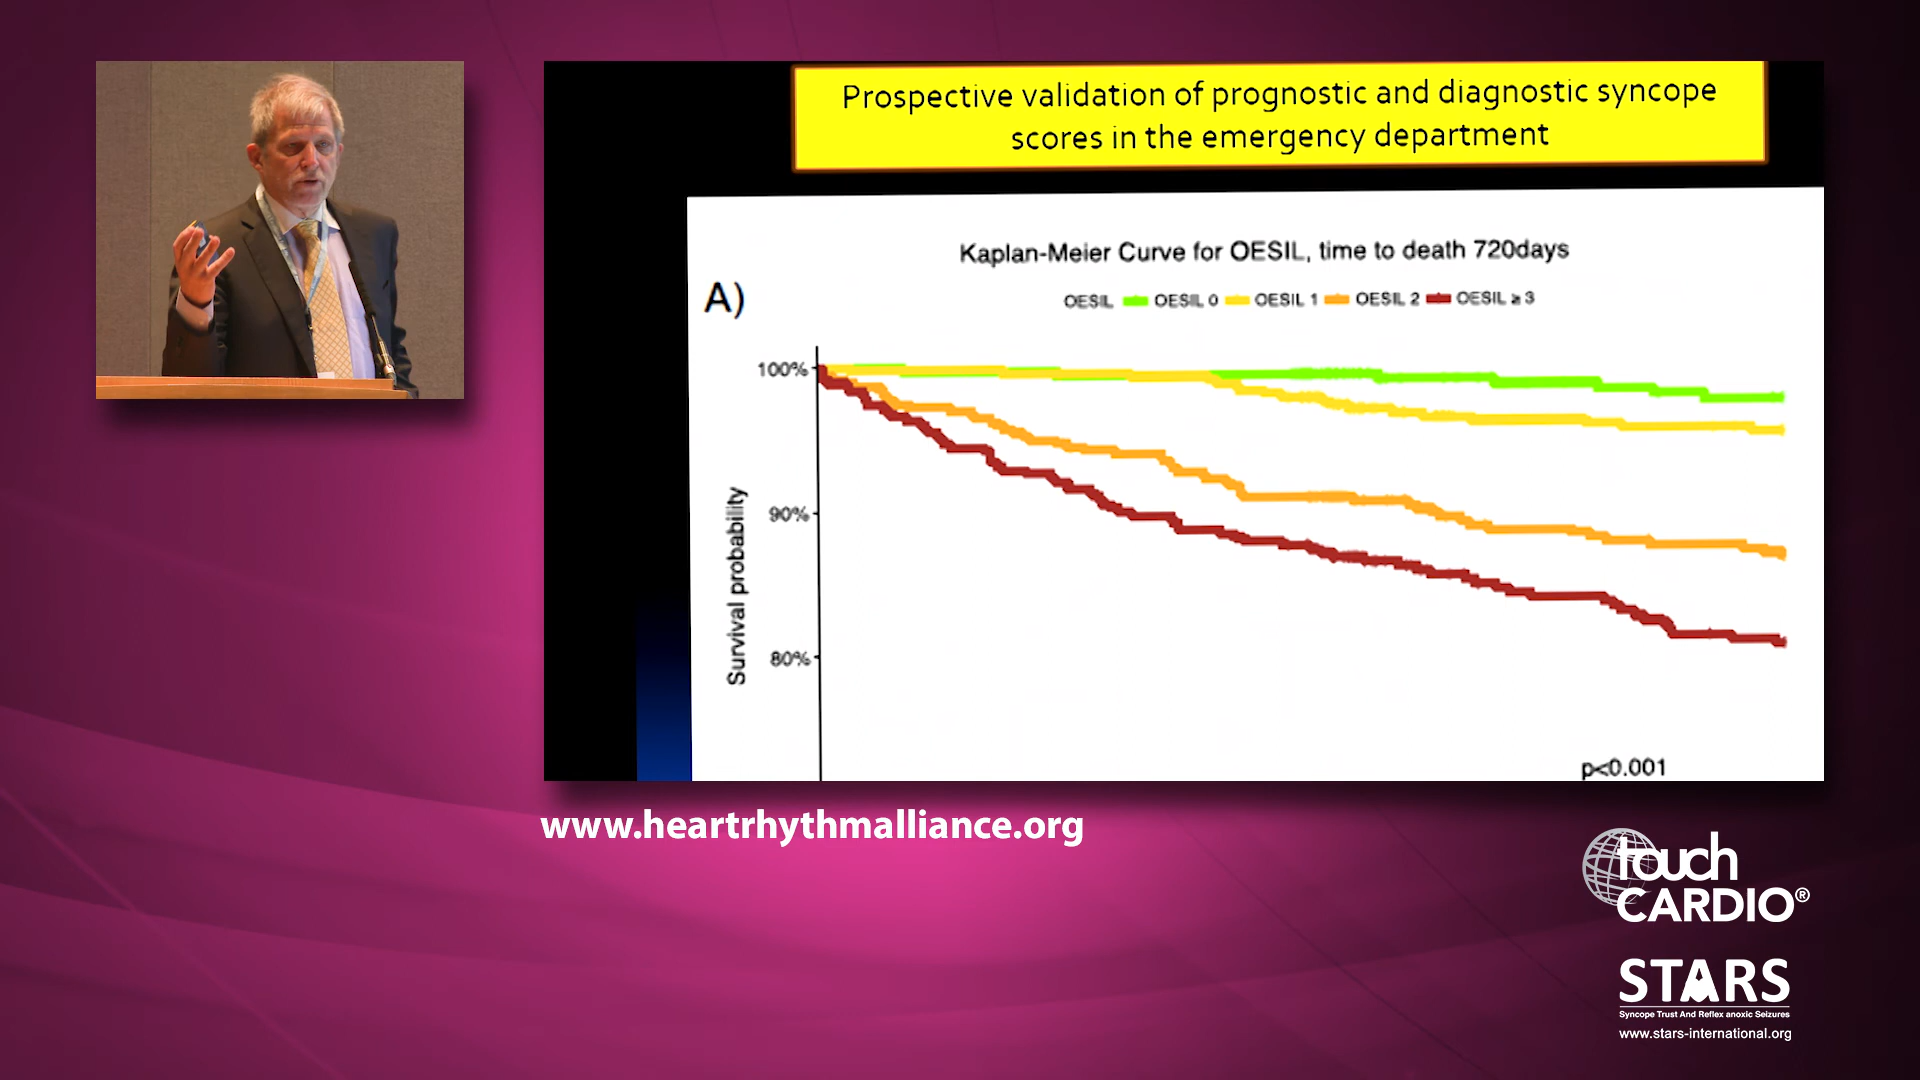 Prospective validation of prognostic and diagnostic syncope
scores in the emergency department
Kaplan-Meier Curve for OESIL, time to death 720days
A)
OESIL OESIL 0 OESIL 1 OESIL 2 OESIL ≥ 3
100%
90%
80%
Survival probability
p<0.001
www.heartrhythmalliance.org
touch
CARDIO®
STARS
Syncope Trust And Reflex anoxic Seizures
www.stars-international.org